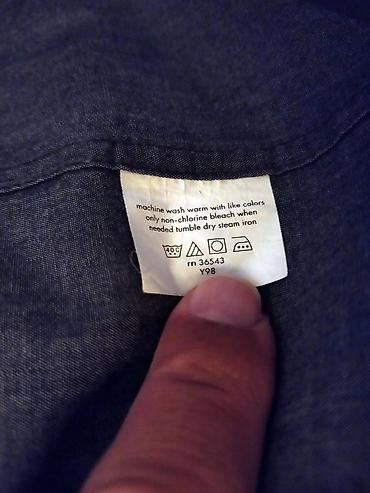 machine wash warm with like colors
only non-chlorine bleach when
needed tumble dry steam iron
40C
rn 36543
Y98